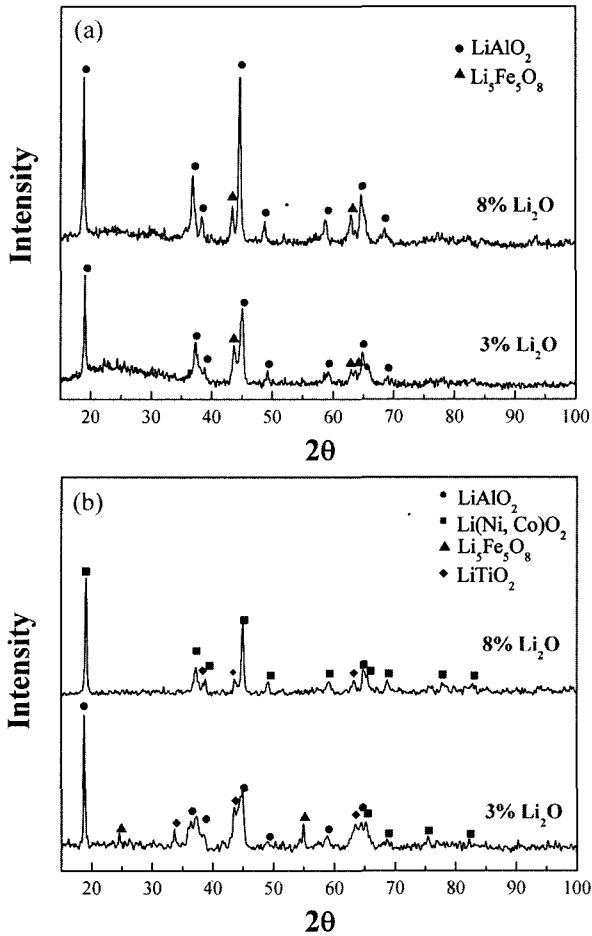 (a)
● LiAlO₂
▲ Li₅Fe₅O₈
8% Li₂O
3% Li₂O
Intensity
20 30 40 50 60 70 80 90 100
2θ
(b)
● LiAlO₂
■ Li(Ni, Co)O₂
▲ Li₅Fe₅O₈
◆ LiTiO₂
8% Li₂O
3% Li₂O
Intensity
20 30 40 50 60 70 80 90 100
2θ